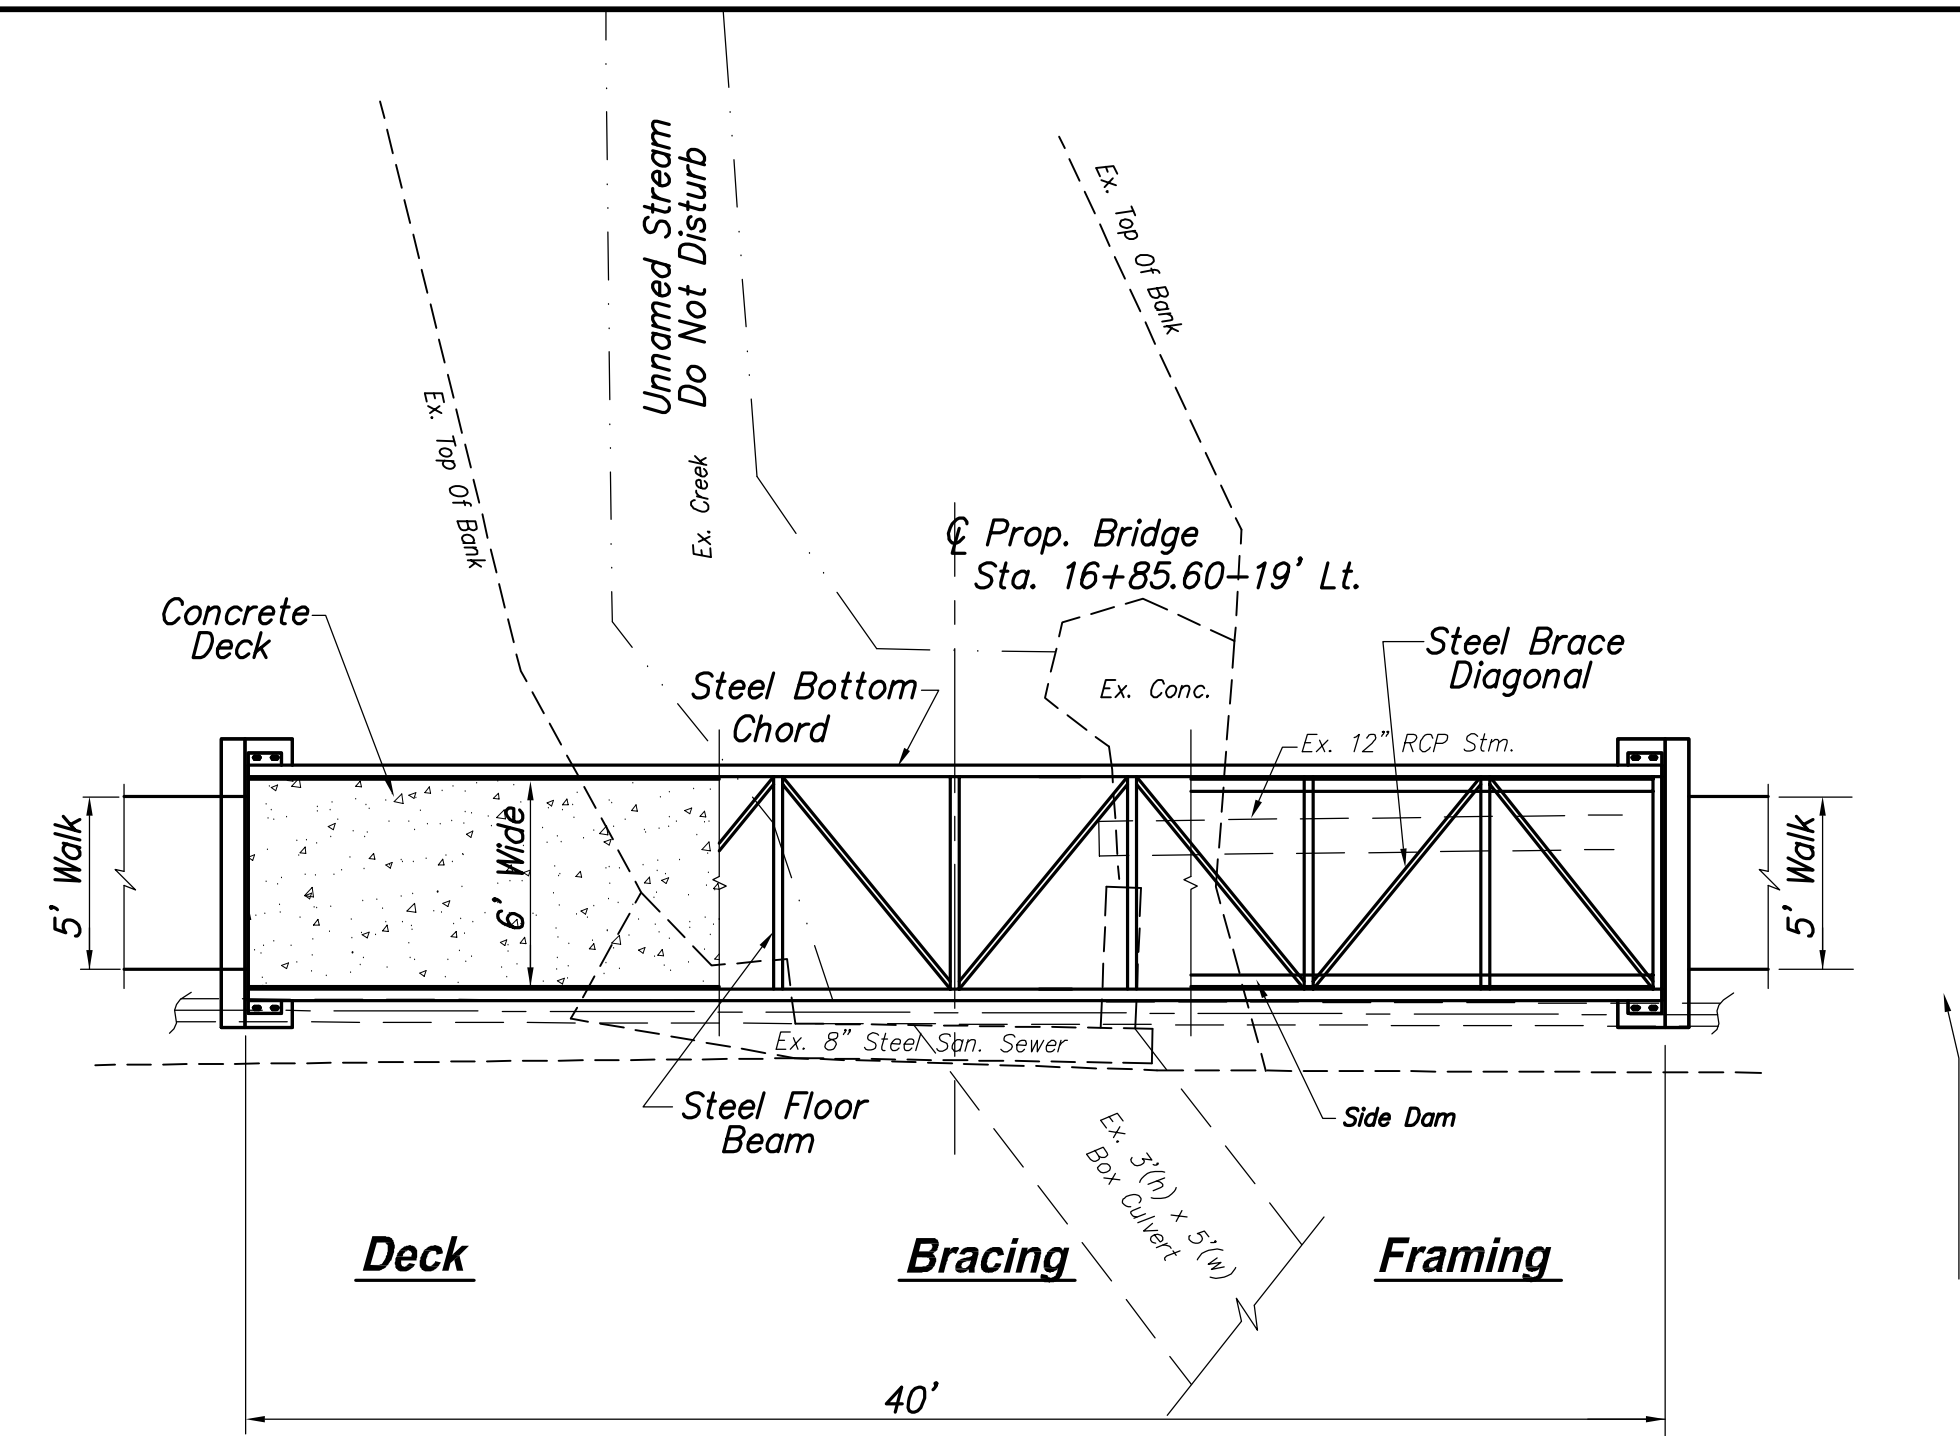 Unnamed Stream
Do Not Disturb
Ex. Top Of Bank
Ex. Top Of Bank
Ex. Creek
℄ Prop. Bridge
Sta. 16+85.60-19' Lt.
Concrete
Deck
Steel Bottom
Chord
Ex. Conc.
Steel Brace
Diagonal
Ex. 12" RCP Stm.
5' Walk
6' Wide
5' Walk
Ex. 8" Steel San. Sewer
Steel Floor
Beam
Side Dam
Ex. 3'(h) x 5'(w)
Box Culvert
Deck
Bracing
Framing
40'